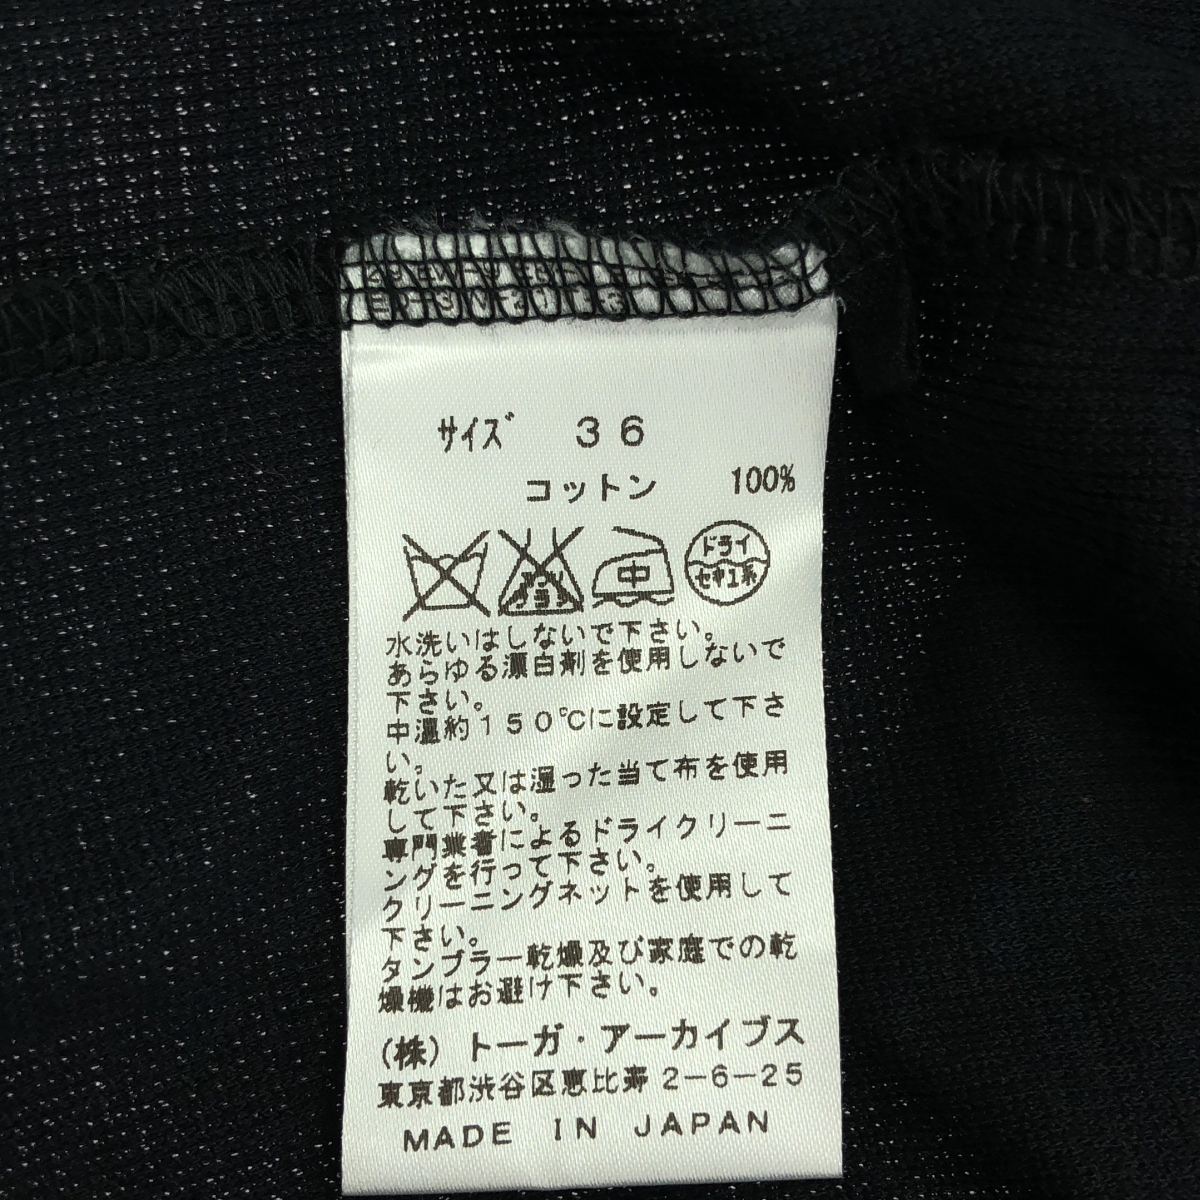 サイズ 36
コットン 100%
中
ドライ
セキユ系
水洗いはしないで下さい。
あらゆる漂白剤を使用しないで
下さい。
中温約150℃に設定して下さ
い。
乾いた又は湿った当て布を使用
して下さい。
専門業者によるドライクリーニ
ングを行って下さい。
クリーニングネットを使用して
下さい。
タンブラー乾燥及び家庭での乾
燥機はお避け下さい。
(株)トーガ・アーカイブス
東京都渋谷区恵比寿2-6-25
MADE IN JAPAN